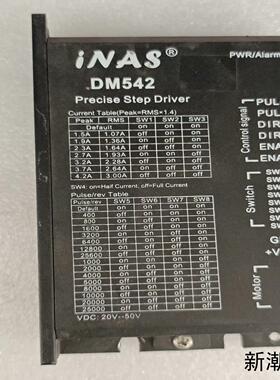 iNAS®
DM542
Precise Step Driver
PWR/Alarm
Current Table(Peak=RMS×1.4)
Peak RMS SW1 SW2 SW3
Default on on on
1.5A 1.07A off on on
1.9A 1.36A on off on
2.3A 1.64A off off on
2.7A 1.93A on on off
3.2A 2.28A off on off
3.7A 2.64A on off off
4.2A 3.00A off off off
SW4: on=Half Current; off=Full Current
Pulse/rev Table
Pulse/rev SW5 SW6 SW7 SW8
Default on on on on
400 off on on on
800 on off on on
1600 off off on on
3200 on on off on
6400 off on off on
12800 on off off on
25600 off off off on
1000 on on on off
2000 off on on off
4000 on off on off
5000 off off on off
8000 on on off off
10000 off on off off
20000 on off off off
25000 off off off off
VDC: 20V--50V
Control signal
PUL
PUL
DIR
DIR
ENA
ENA
Switch
SW
SW
SW
SW
SW
SW
Motor
+V
新潮